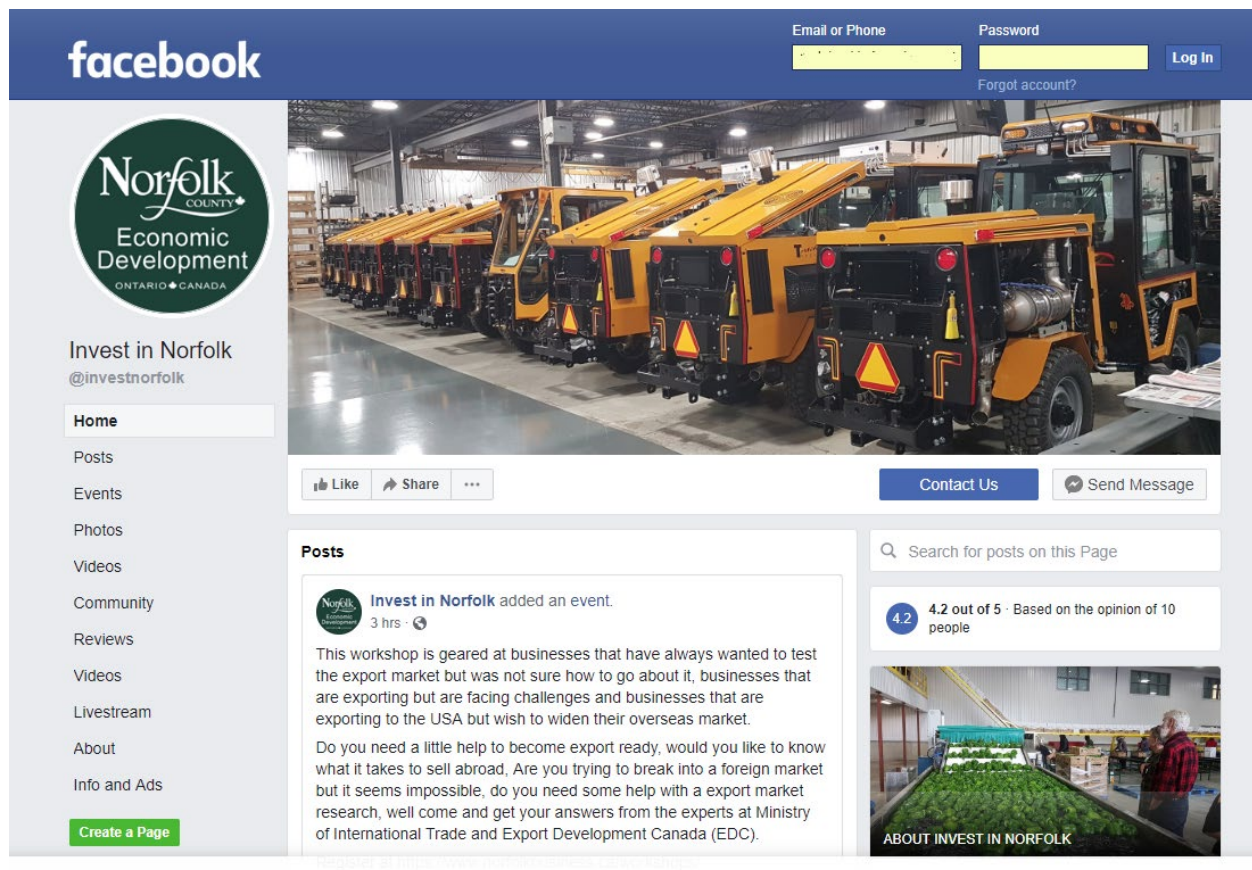 facebook
Email or Phone
Password
Log In
Forgot account?
Norfolk
COUNTY
Economic
Development
ONTARIO CANADA
Invest in Norfolk
@investnorfolk
Home
Posts
Events
Photos
Videos
Community
Reviews
Videos
Livestream
About
Info and Ads
Create a Page
Like
Share
Contact Us
Send Message
Posts
Norfolk
Economic
Development
Invest in Norfolk added an event.
3 hrs ·
This workshop is geared at businesses that have always wanted to test
the export market but was not sure how to go about it, businesses that
are exporting but are facing challenges and businesses that are
exporting to the USA but wish to widen their overseas market.
Do you need a little help to become export ready, would you like to know
what it takes to sell abroad, Are you trying to break into a foreign market
but it seems impossible, do you need some help with a export market
research, well come and get your answers from the experts at Ministry
of International Trade and Export Development Canada (EDC).
Search for posts on this Page
4.2
4.2 out of 5 · Based on the opinion of 10
people
ABOUT INVEST IN NORFOLK